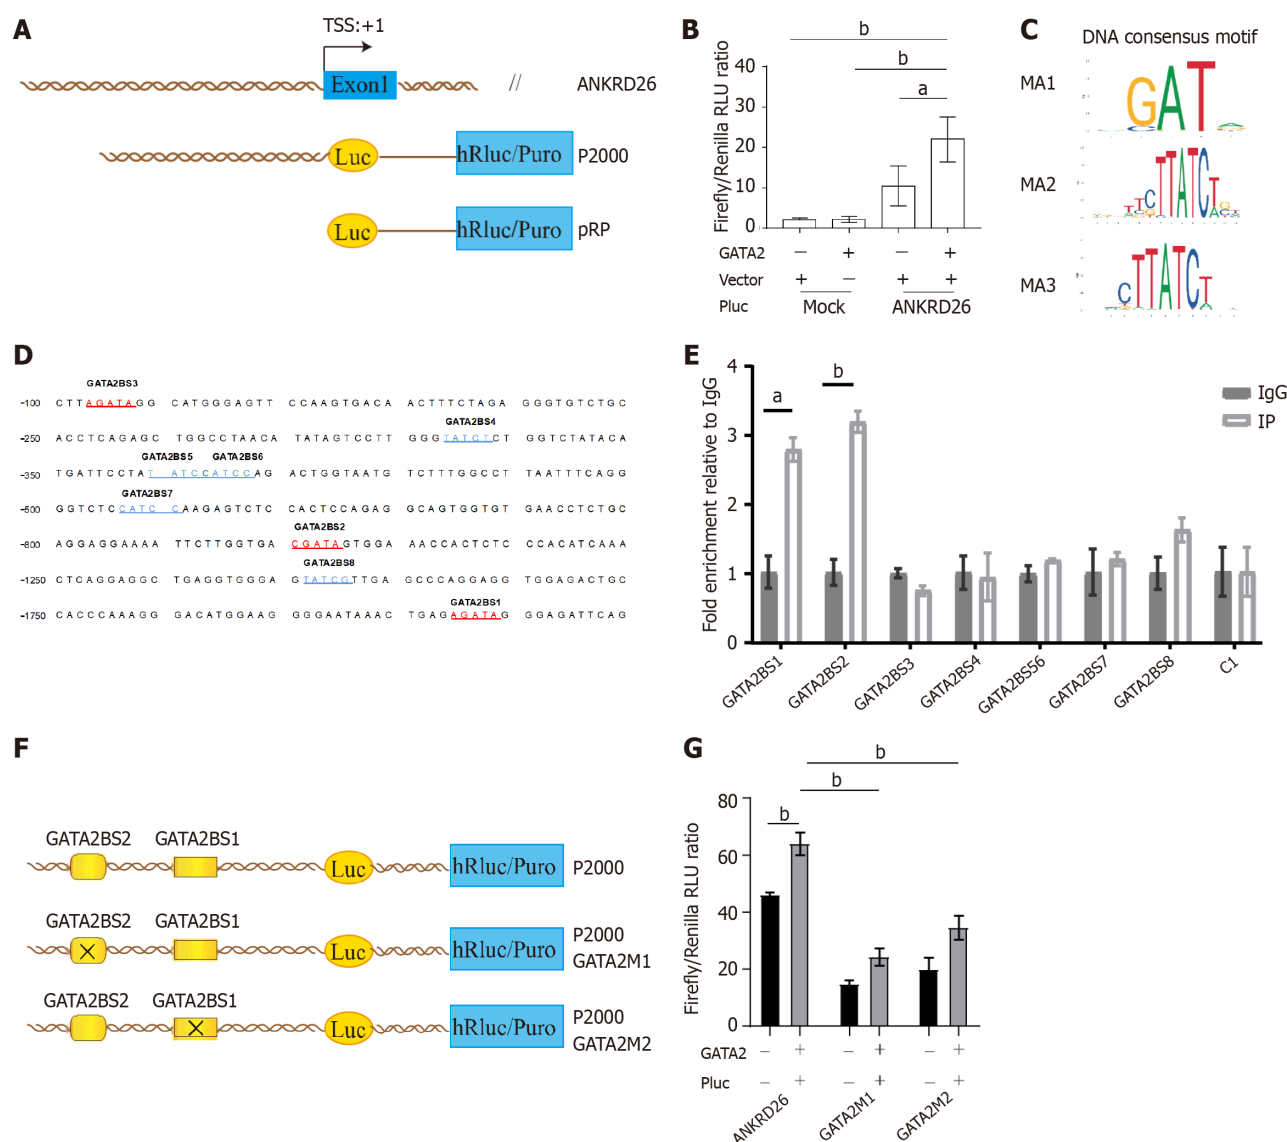 A
TSS:+1
Exon1
//
ANKRD26
Luc
hRluc/Puro
P2000
Luc
hRluc/Puro
pRP
B
b
b
a
Firefly/Renilla RLU ratio
40
30
20
10
0
GATA2 — + — +
Vector + — + +
Pluc Mock ANKRD26
C
DNA consensus motif
MA1
GAT
MA2
TTATCT
MA3
CTTATCT
D
GATA2BS3
-100 CTTAGATAGG CATGGGAGTT CCAAGTGACA ACTTTCTAGA GGGTGTCTGC
GATA2BS4
-250 ACCTCAGAGC TGGCCTAACA TATAGTCCTT GGGTATCTCT GGTCTATACA
GATA2BS5 GATA2BS6
-350 TGATTCCTAT ATCCATCCAG ACTGGTAATG TCTTTGGCCT TAATTTCAGG
GATA2BS7
-500 GGTCTCCATC CAAGAGTCTC CACTCCAGAG GCAGTGGTGT GAACCTCTGC
GATA2BS2
-800 AGGAGGAAAA TTCTTGGTGA CGATAGTGGA AACCACTCTC CCACATCAAA
GATA2BS8
-1250 CTCAGGAGGC TGAGGTGGGA GTATCGTTGA GCCCAGGAGG TGGAGACTGC
GATA2BS1
-1750 CACCCAAAGG GACATGGAAG GGGAATAAAC TGAGAGATAG GGAGATTCAG
E
Fold enrichment relative to IgG
4
3
2
1
0
a
b
IgG
IP
GATA2BS1
GATA2BS2
GATA2BS3
GATA2BS4
GATA2BS56
GATA2BS7
GATA2BS8
C1
F
GATA2BS2 GATA2BS1
Luc
hRluc/Puro
P2000
GATA2BS2 GATA2BS1
Luc
hRluc/Puro
P2000
GATA2M1
GATA2BS2 GATA2BS1
Luc
hRluc/Puro
P2000
GATA2M2
G
b
b
b
Firefly/Renilla RLU ratio
80
60
40
20
0
GATA2 — + — + — +
Pluc — + — + — +
ANKRD26
GATA2M1
GATA2M2